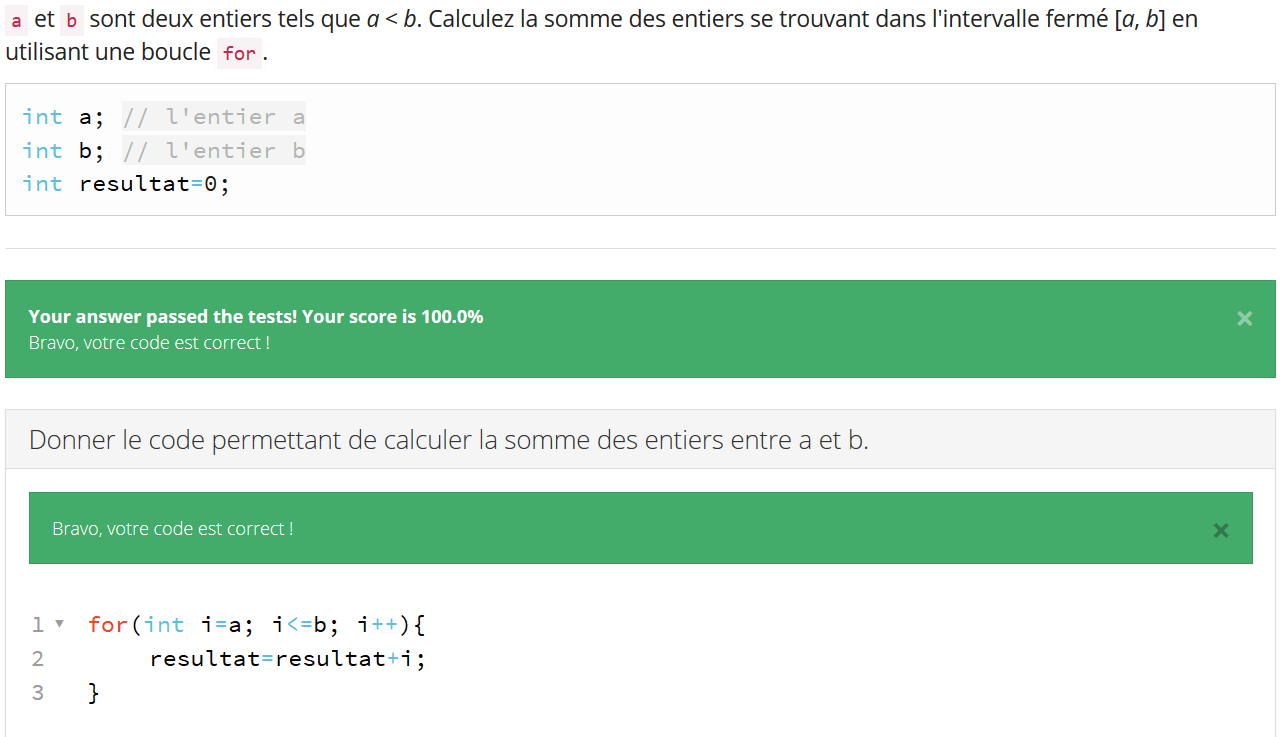 a et b sont deux entiers tels que a < b. Calculez la somme des entiers se trouvant dans l'intervalle fermé [a, b] en
utilisant une boucle for.
int a; // l'entier a
int b; // l'entier b
int resultat=0;
Your answer passed the tests! Your score is 100.0%
×
Bravo, votre code est correct !
Donner le code permettant de calculer la somme des entiers entre a et b.
Bravo, votre code est correct !
×
1 ▾ for(int i=a; i<=b; i++){
2 resultat=resultat+i;
3 }